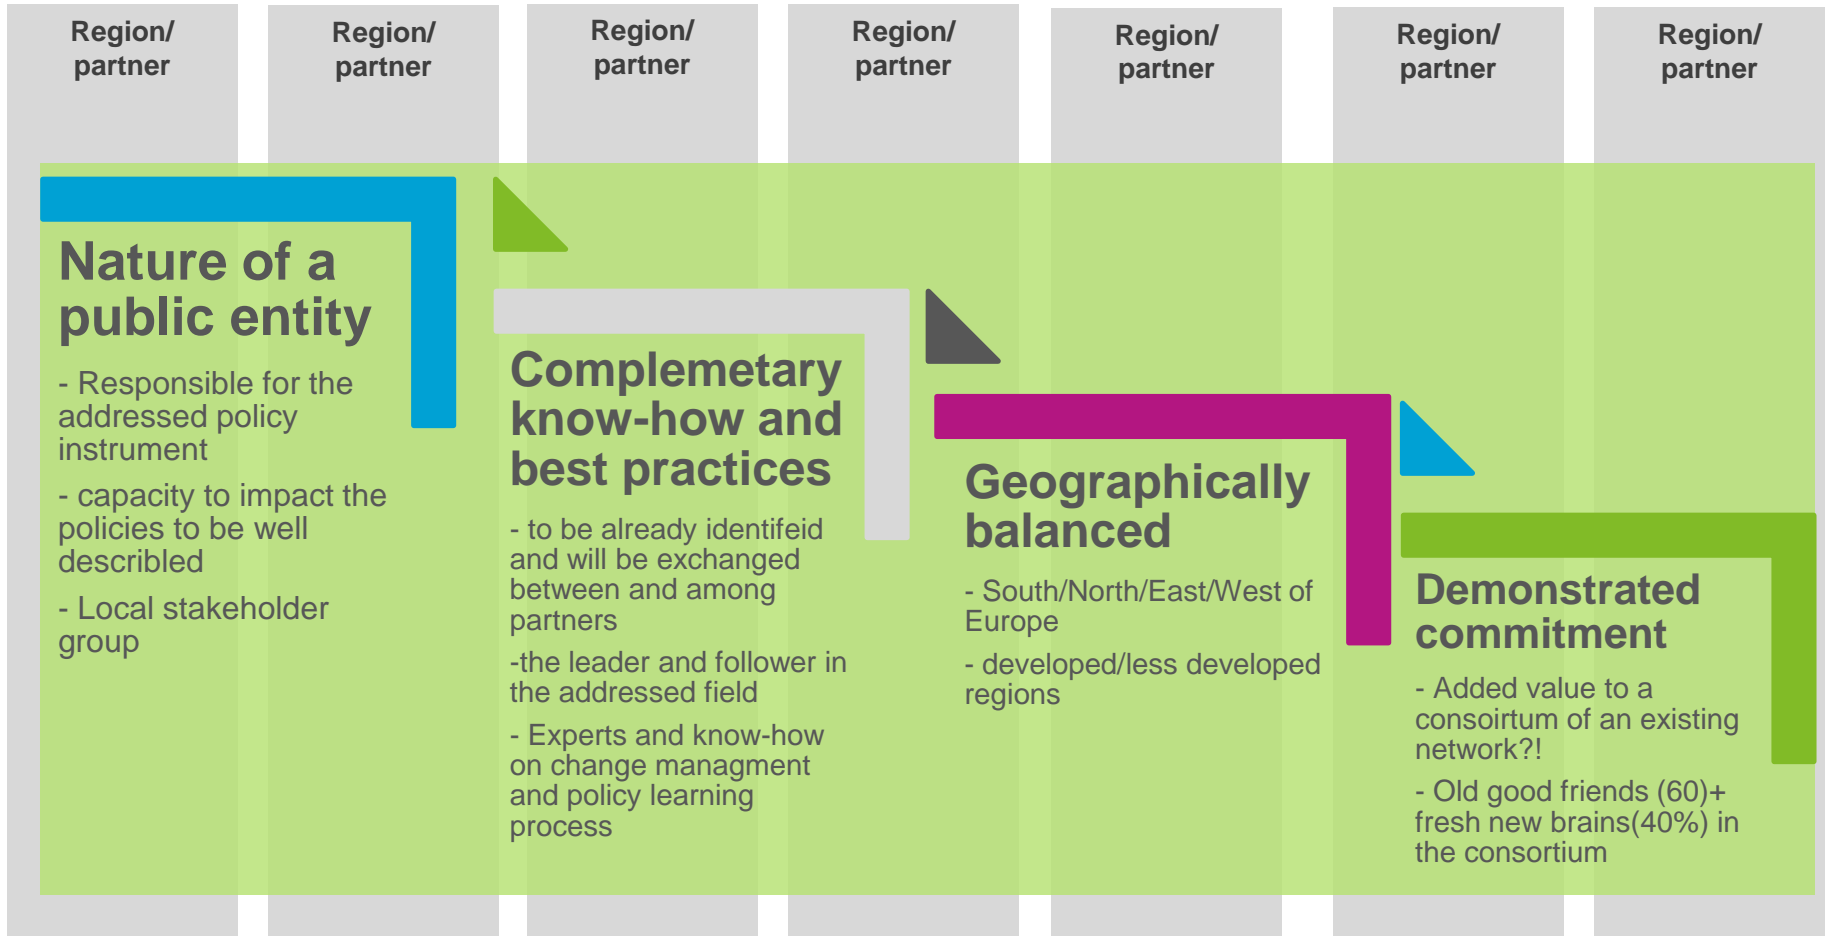 Region/
partner
Region/
partner
Region/
partner
Region/
partner
Region/
partner
Region/
partner
Region/
partner
Nature of a
public entity
- Responsible for the
addressed policy
instrument
- capacity to impact the
policies to be well
describled
- Local stakeholder
group
Complemetary
know-how and
best practices
- to be already identifeid
and will be exchanged
between and among
partners
-the leader and follower in
the addressed field
- Experts and know-how
on change managment
and policy learning
process
Geographically
balanced
- South/North/East/West of
Europe
- developed/less developed
regions
Demonstrated
commitment
- Added value to a
consoirtum of an existing
network?!
- Old good friends (60)+
fresh new brains(40%) in
the consortium